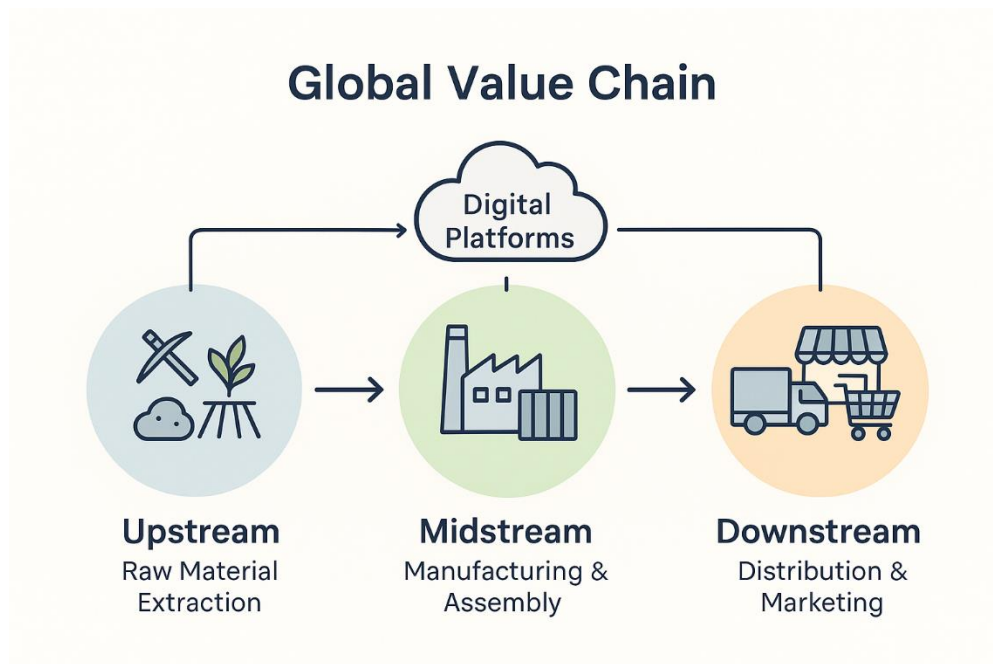 Global Value Chain
Digital
Platforms
Upstream
Raw Material
Extraction
Midstream
Manufacturing &
Assembly
Downstream
Distribution &
Marketing